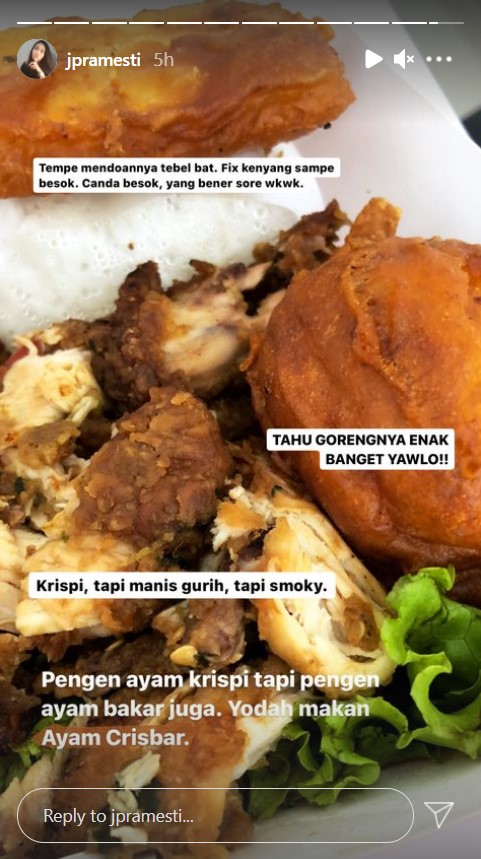 jpramesti 5h
Tempe mendoannya tebel bat. Fix kenyang sampe
besok. Canda besok, yang bener sore wkwk.
TAHU GORENGNYA ENAK
BANGET YAWLO!!
Krispi, tapi manis gurih, tapi smoky.
Pengen ayam krispi tapi pengen
ayam bakar juga. Yodah makan
Ayam Crisbar.
Reply to jpramesti...